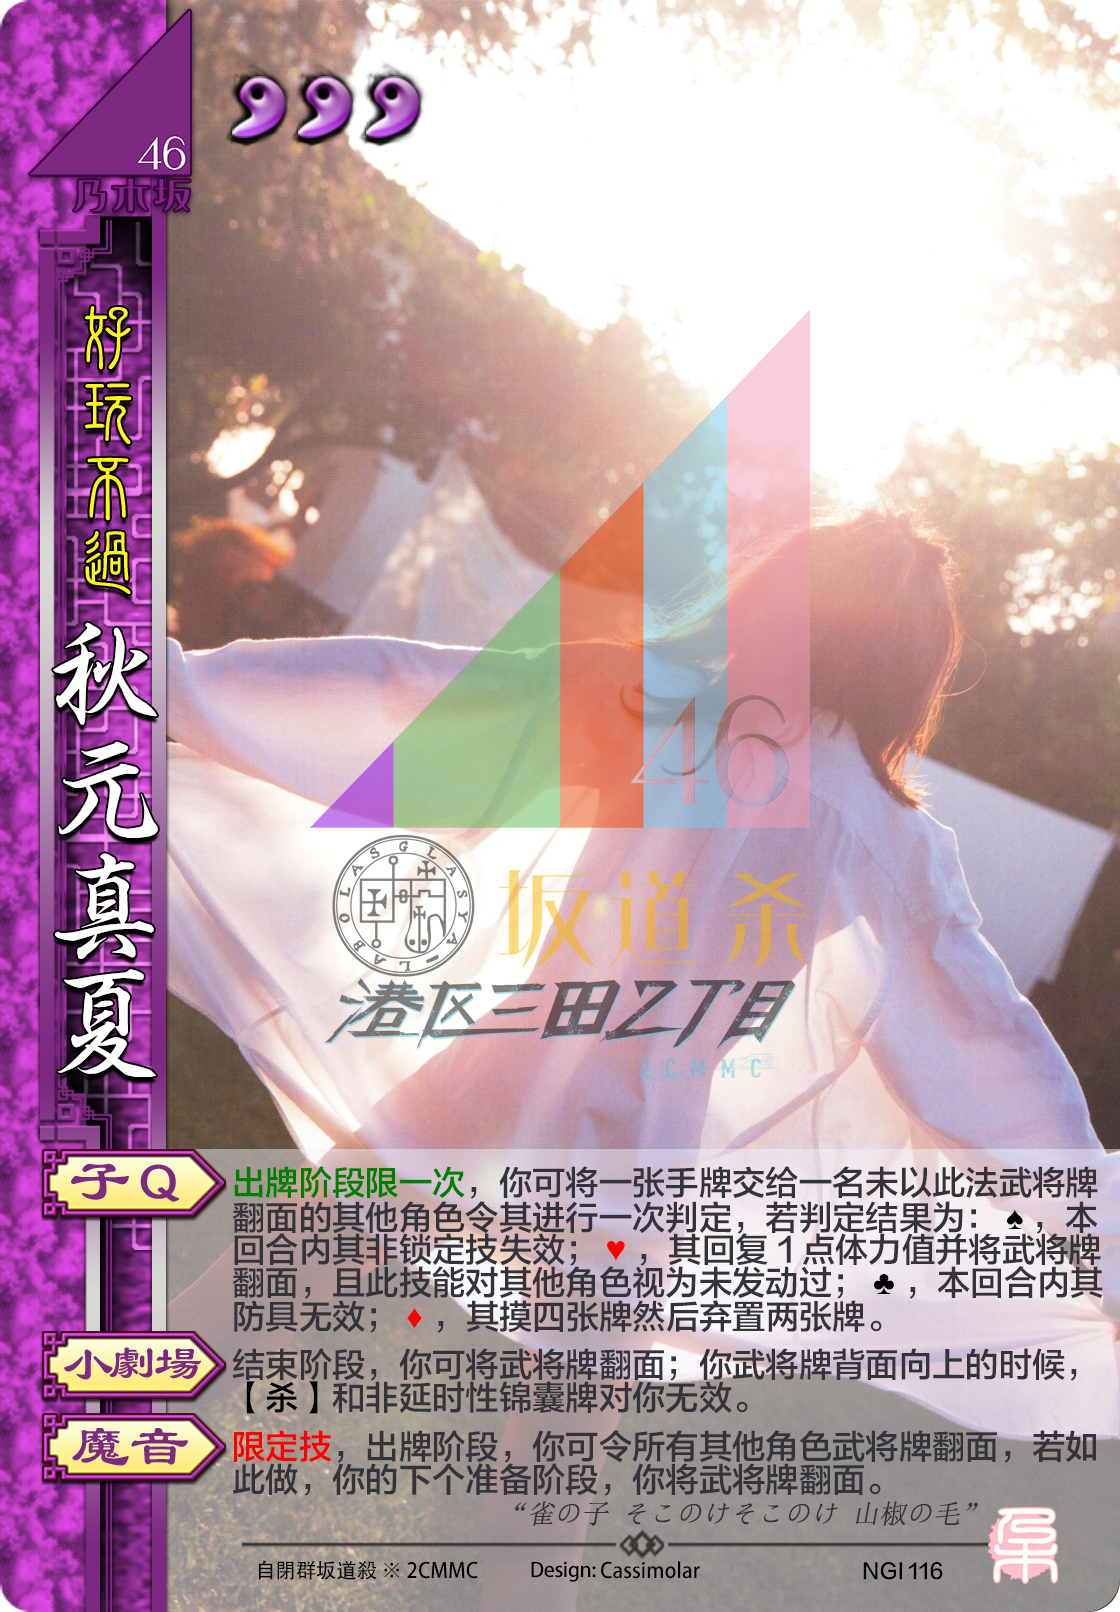 46
乃木坂
好玩不過
秋元真夏
46
GLASYA-LABOLAS
坂道杀
港区三田2丁目
2CMMC
子Q
出牌阶段限一次，你可将一张手牌交给一名未以此法武将牌
翻面的其他角色令其进行一次判定，若判定结果为：♠，本
回合内其非锁定技失效；♥，其回复1点体力值并将武将牌
翻面，且此技能对其他角色视为未发动过；♣，本回合内其
防具无效；♦，其摸四张牌然后弃置两张牌。
小劇場
结束阶段，你可将武将牌翻面；你武将牌背面向上的时候，
【杀】和非延时性锦囊牌对你无效。
魔音
限定技，出牌阶段，你可令所有其他角色武将牌翻面，若如
此做，你的下个准备阶段，你将武将牌翻面。
“雀の子 そこのけそこのけ 山椒の毛”
自閉群坂道殺 ※ 2CMMC Design: Cassimolar NGI 116